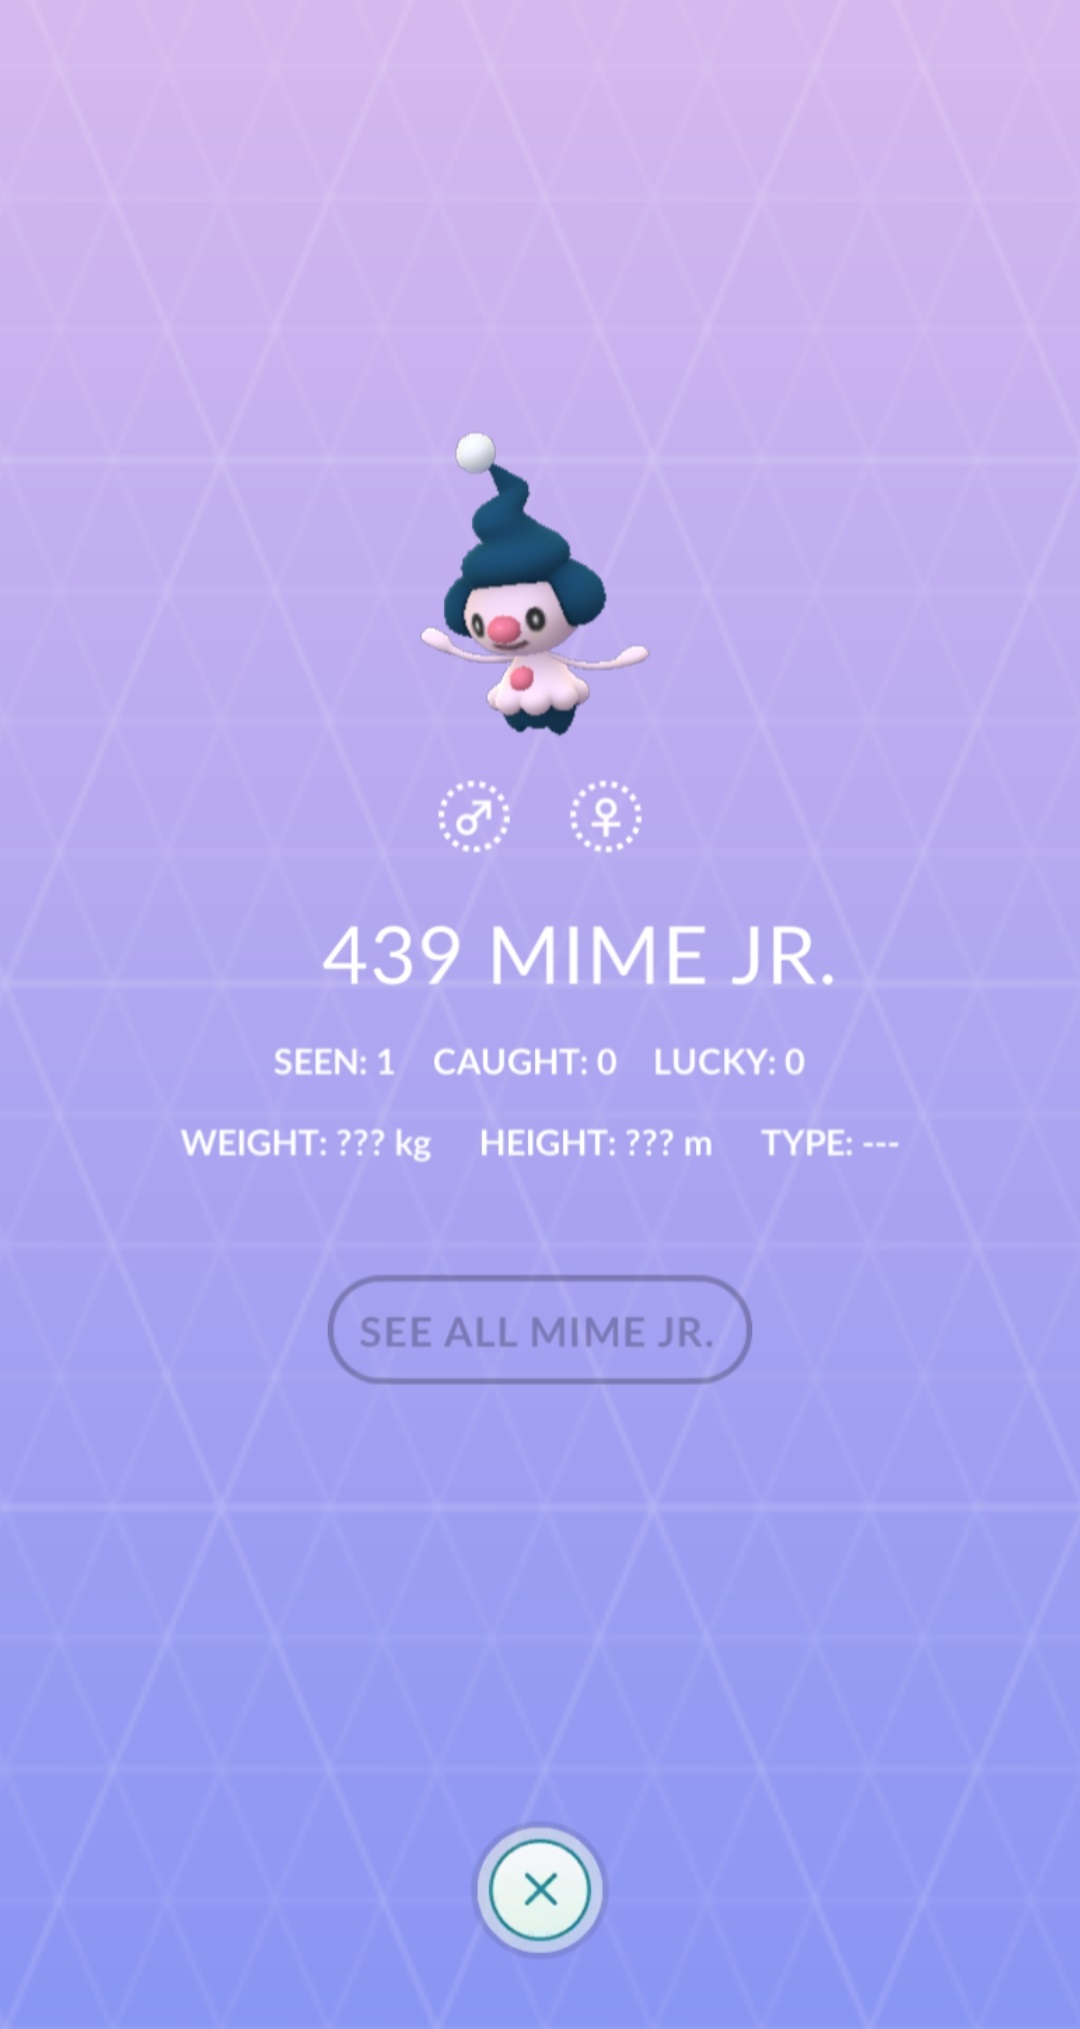 439 MIME JR.
SEEN: 1 CAUGHT: 0 LUCKY: 0
WEIGHT: ??? kg HEIGHT: ??? m TYPE: ---
SEE ALL MIME JR.